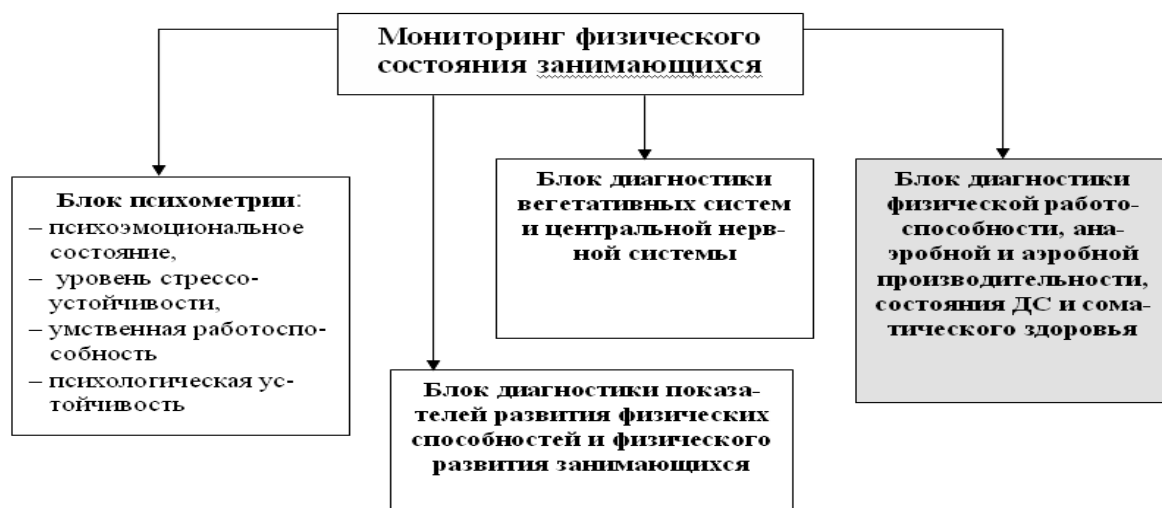 Мониторинг физического
состояния занимающихся
Блок психометрии:
– психоэмоциональное
состояние,
– уровень стрессо-
устойчивости,
– умственная работоспо-
собность
– психологическая ус-
тойчивость
Блок диагностики показа-
телей развития физических
способностей и физического
развития занимающихся
Блок диагностики
вегетативных систем
и центральной нерв-
ной системы
Блок диагностики
физической работо-
способности, ана-
эробной и аэробной
производительности,
состояния ДС и сома-
тического здоровья